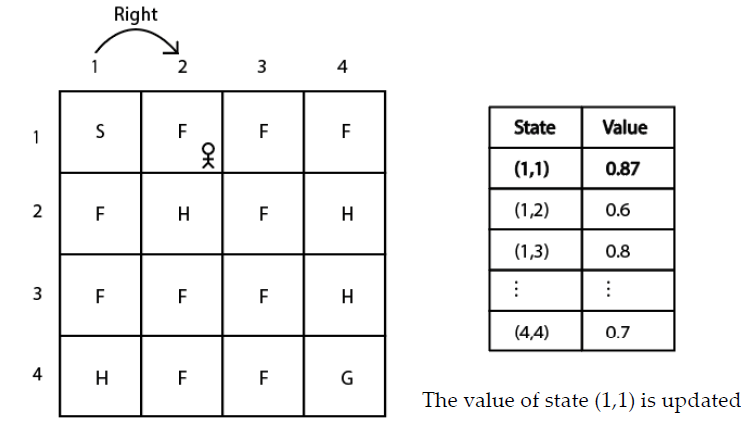 Right
1 2 3 4
1 S F F F
2 F H F H
3 F F F H
4 H F F G
State Value
(1,1) 0.87
(1,2) 0.6
(1,3) 0.8
⋮ ⋮
(4,4) 0.7
The value of state (1,1) is updated